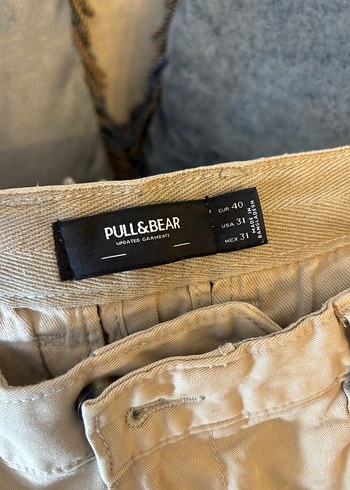 PULL&BEAR
UPDATED GARMENTS
EUR 40
USA 31
MEX 31
MADE IN
BANGLADESH